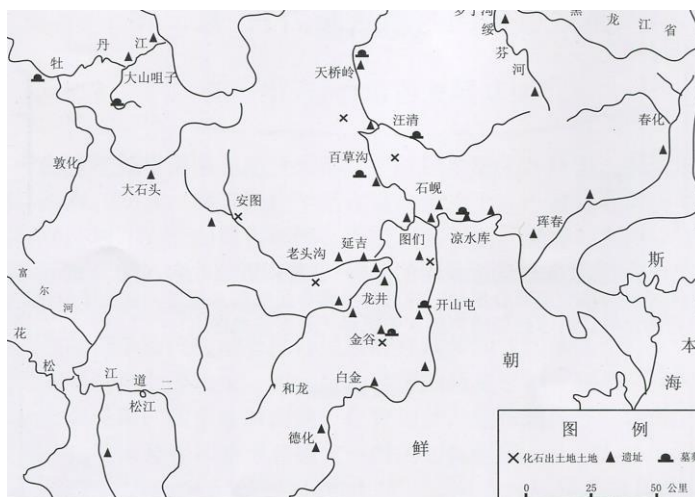 罗子沟
绥
芬
河
黑
龙
江
省
牡
丹
江
大山咀子
天桥岭
汪清
春化
敦化
大石头
百草沟
石岘
安图
老头沟
延吉
图们
凉水库
珲春
斯
富
尔
河
龙井
开山屯
本
海
花
松
江
道
二
松江
金谷
朝
和龙
白金
鲜
德化
图 例
化石出土地土地
遗址
0 25 50 公里